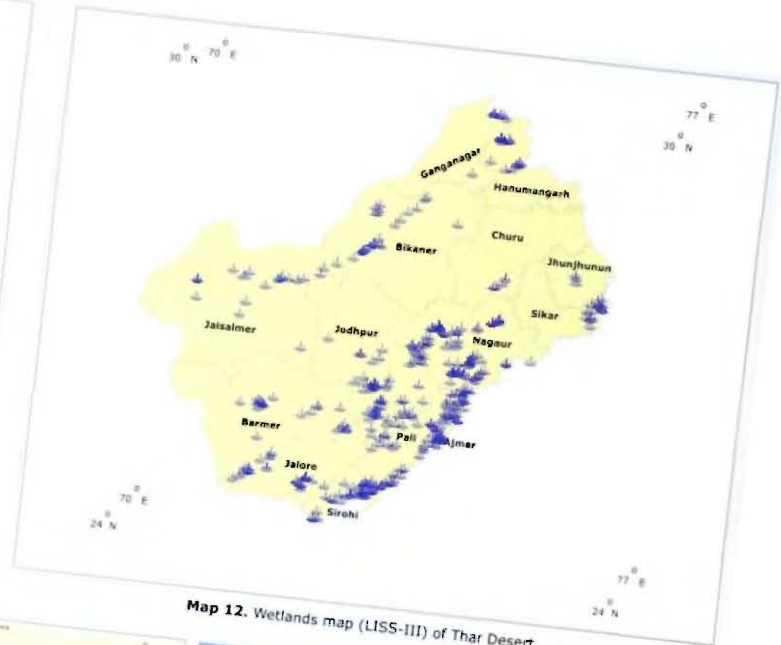 30° N 70° E
77° E
30° N
Ganganagar
Hanumangarh
Churu
Bikaner
Jhunjhunun
Sikar
Jaisalmer
Jodhpur
Nagaur
Barmer
Pali
Ajmer
Jalore
Sirohi
70° E
24° N
77° E
24° N
Map 12. Wetlands map (LISS-III) of Thar Desert